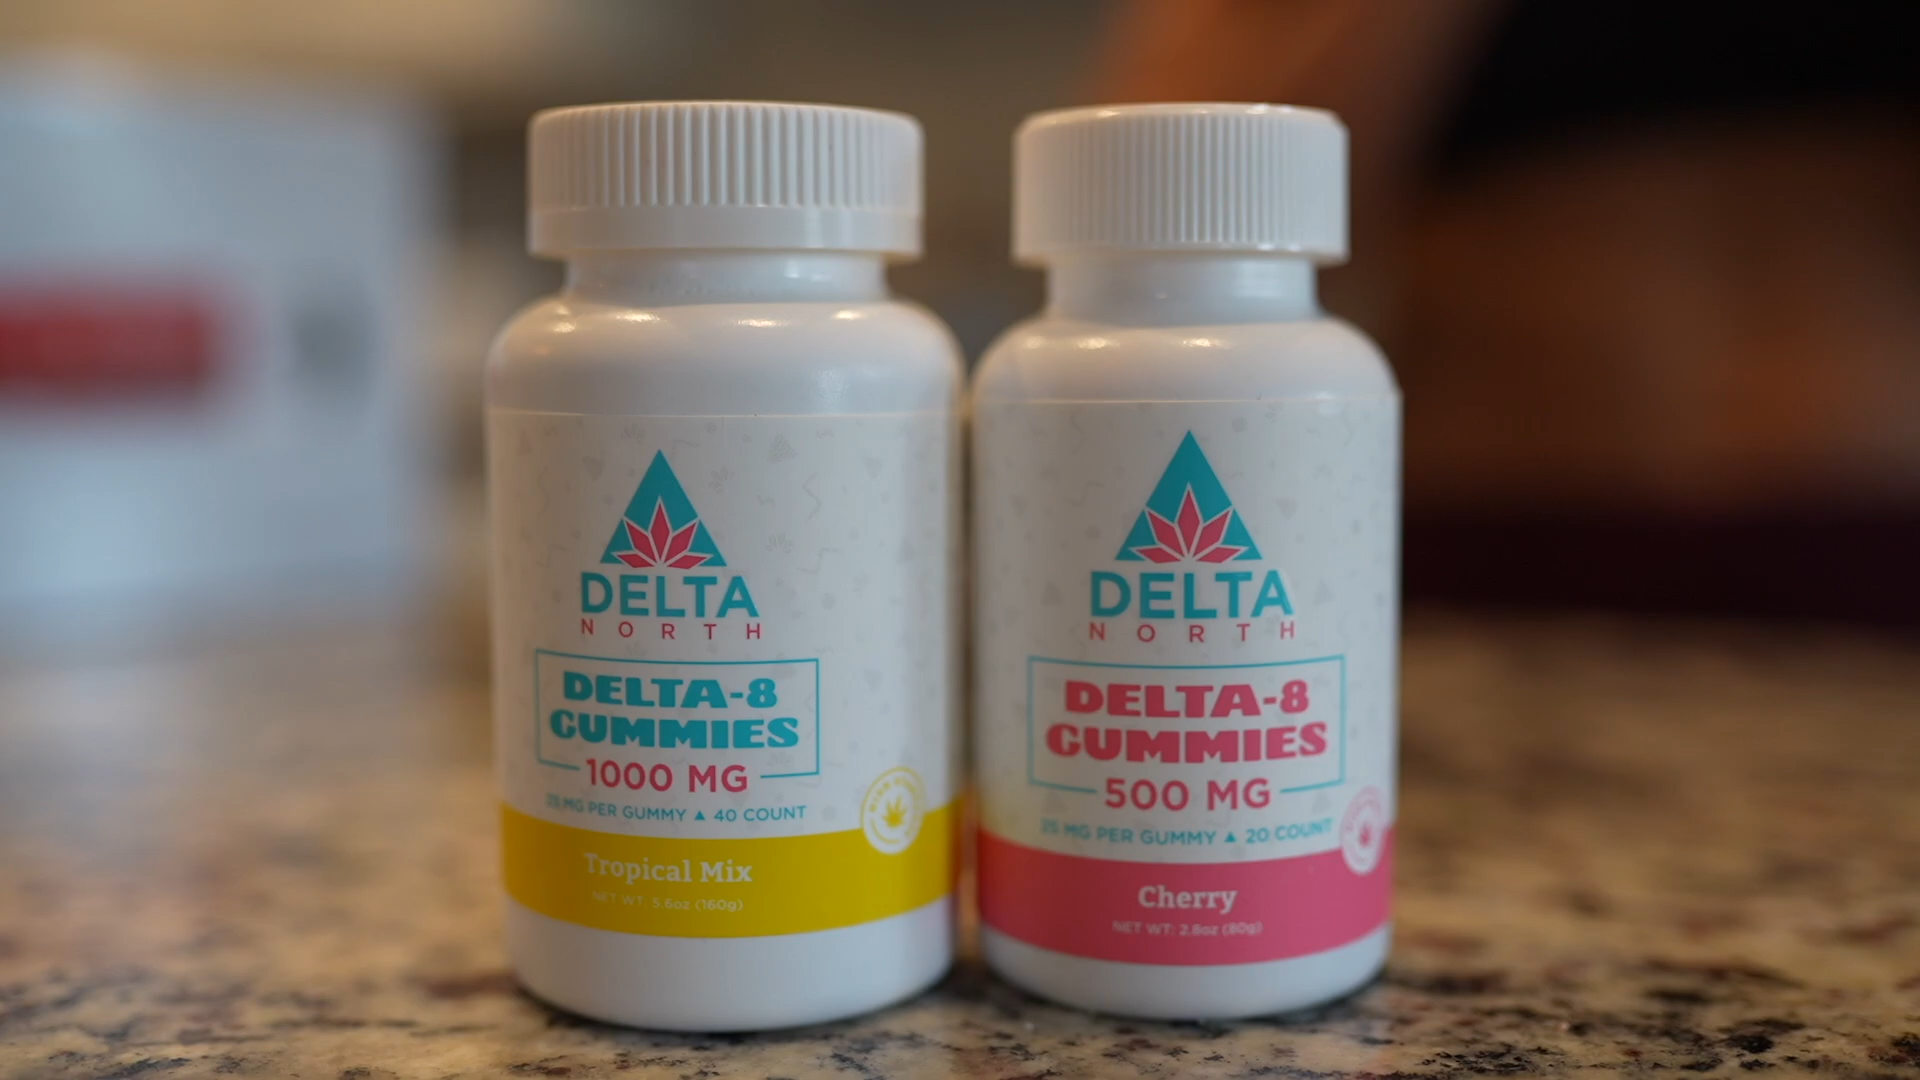 DELTA
NORTH
DELTA-8
GUMMIES
1000 MG
25 MG PER GUMMY ▲ 40 COUNT
Tropical Mix
NET WT: 5.6oz (160g)
DELTA
NORTH
DELTA-8
GUMMIES
500 MG
25 MG PER GUMMY ▲ 20 COUNT
Cherry
NET WT: 2.8oz (80g)